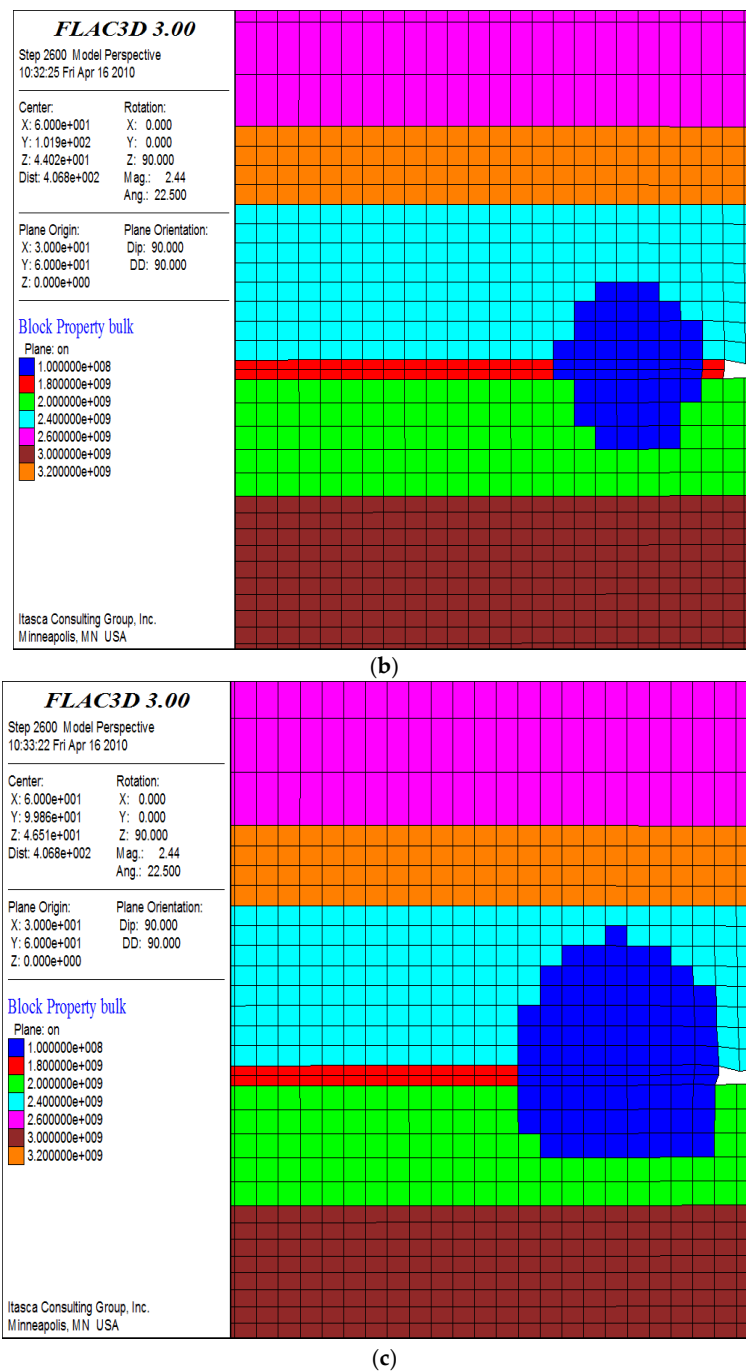 FLAC3D 3.00
Step 2600 Model Perspective
10:32:25 Fri Apr 16 2010
Center:
X: 6.000e+001
Y: 1.019e+002
Z: 4.402e+001
Dist: 4.068e+002
Rotation:
X: 0.000
Y: 0.000
Z: 90.000
Mag.: 2.44
Ang.: 22.500
Plane Origin:
X: 3.000e+001
Y: 6.000e+001
Z: 0.000e+000
Plane Orientation:
Dip: 90.000
DD: 90.000
Block Property bulk
Plane: on
1.000000e+008
1.800000e+009
2.000000e+009
2.400000e+009
2.600000e+009
3.000000e+009
3.200000e+009
Itasca Consulting Group, Inc.
Minneapolis, MN USA
(b)
FLAC3D 3.00
Step 2600 Model Perspective
10:33:22 Fri Apr 16 2010
Center:
X: 6.000e+001
Y: 9.986e+001
Z: 4.651e+001
Dist: 4.068e+002
Rotation:
X: 0.000
Y: 0.000
Z: 90.000
Mag.: 2.44
Ang.: 22.500
Plane Origin:
X: 3.000e+001
Y: 6.000e+001
Z: 0.000e+000
Plane Orientation:
Dip: 90.000
DD: 90.000
Block Property bulk
Plane: on
1.000000e+008
1.800000e+009
2.000000e+009
2.400000e+009
2.600000e+009
3.000000e+009
3.200000e+009
Itasca Consulting Group, Inc.
Minneapolis, MN USA
(c)